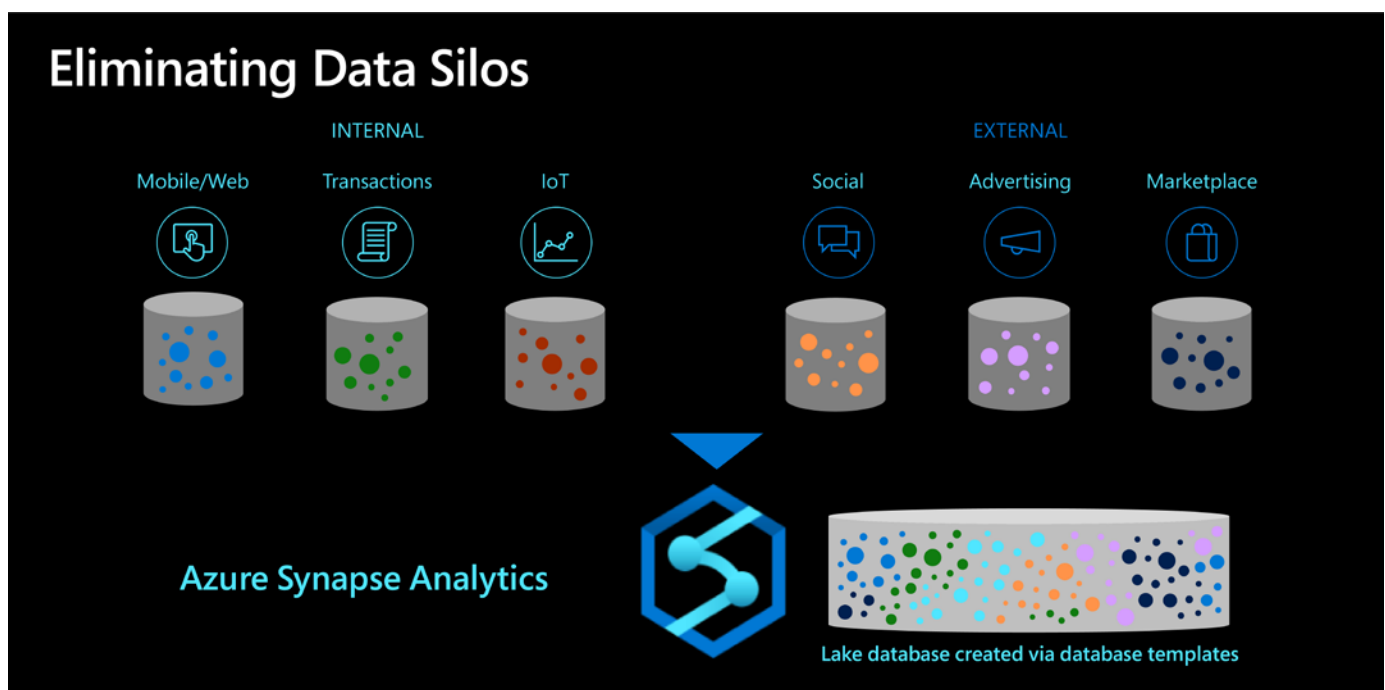 Eliminating Data Silos
INTERNAL
EXTERNAL
Mobile/Web
Transactions
IoT
Social
Advertising
Marketplace
Azure Synapse Analytics
Lake database created via database templates